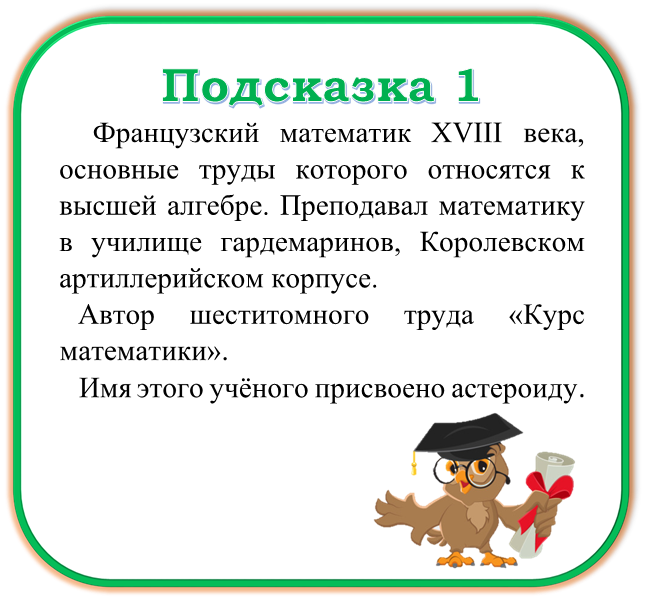 Подсказка 1
Французский математик XVIII века,
основные труды которого относятся к
высшей алгебре. Преподавал математику
в училище гардемаринов, Королевском
артиллерийском корпусе.
Автор шеститомного труда «Курс
математики».
Имя этого учёного присвоено астероиду.